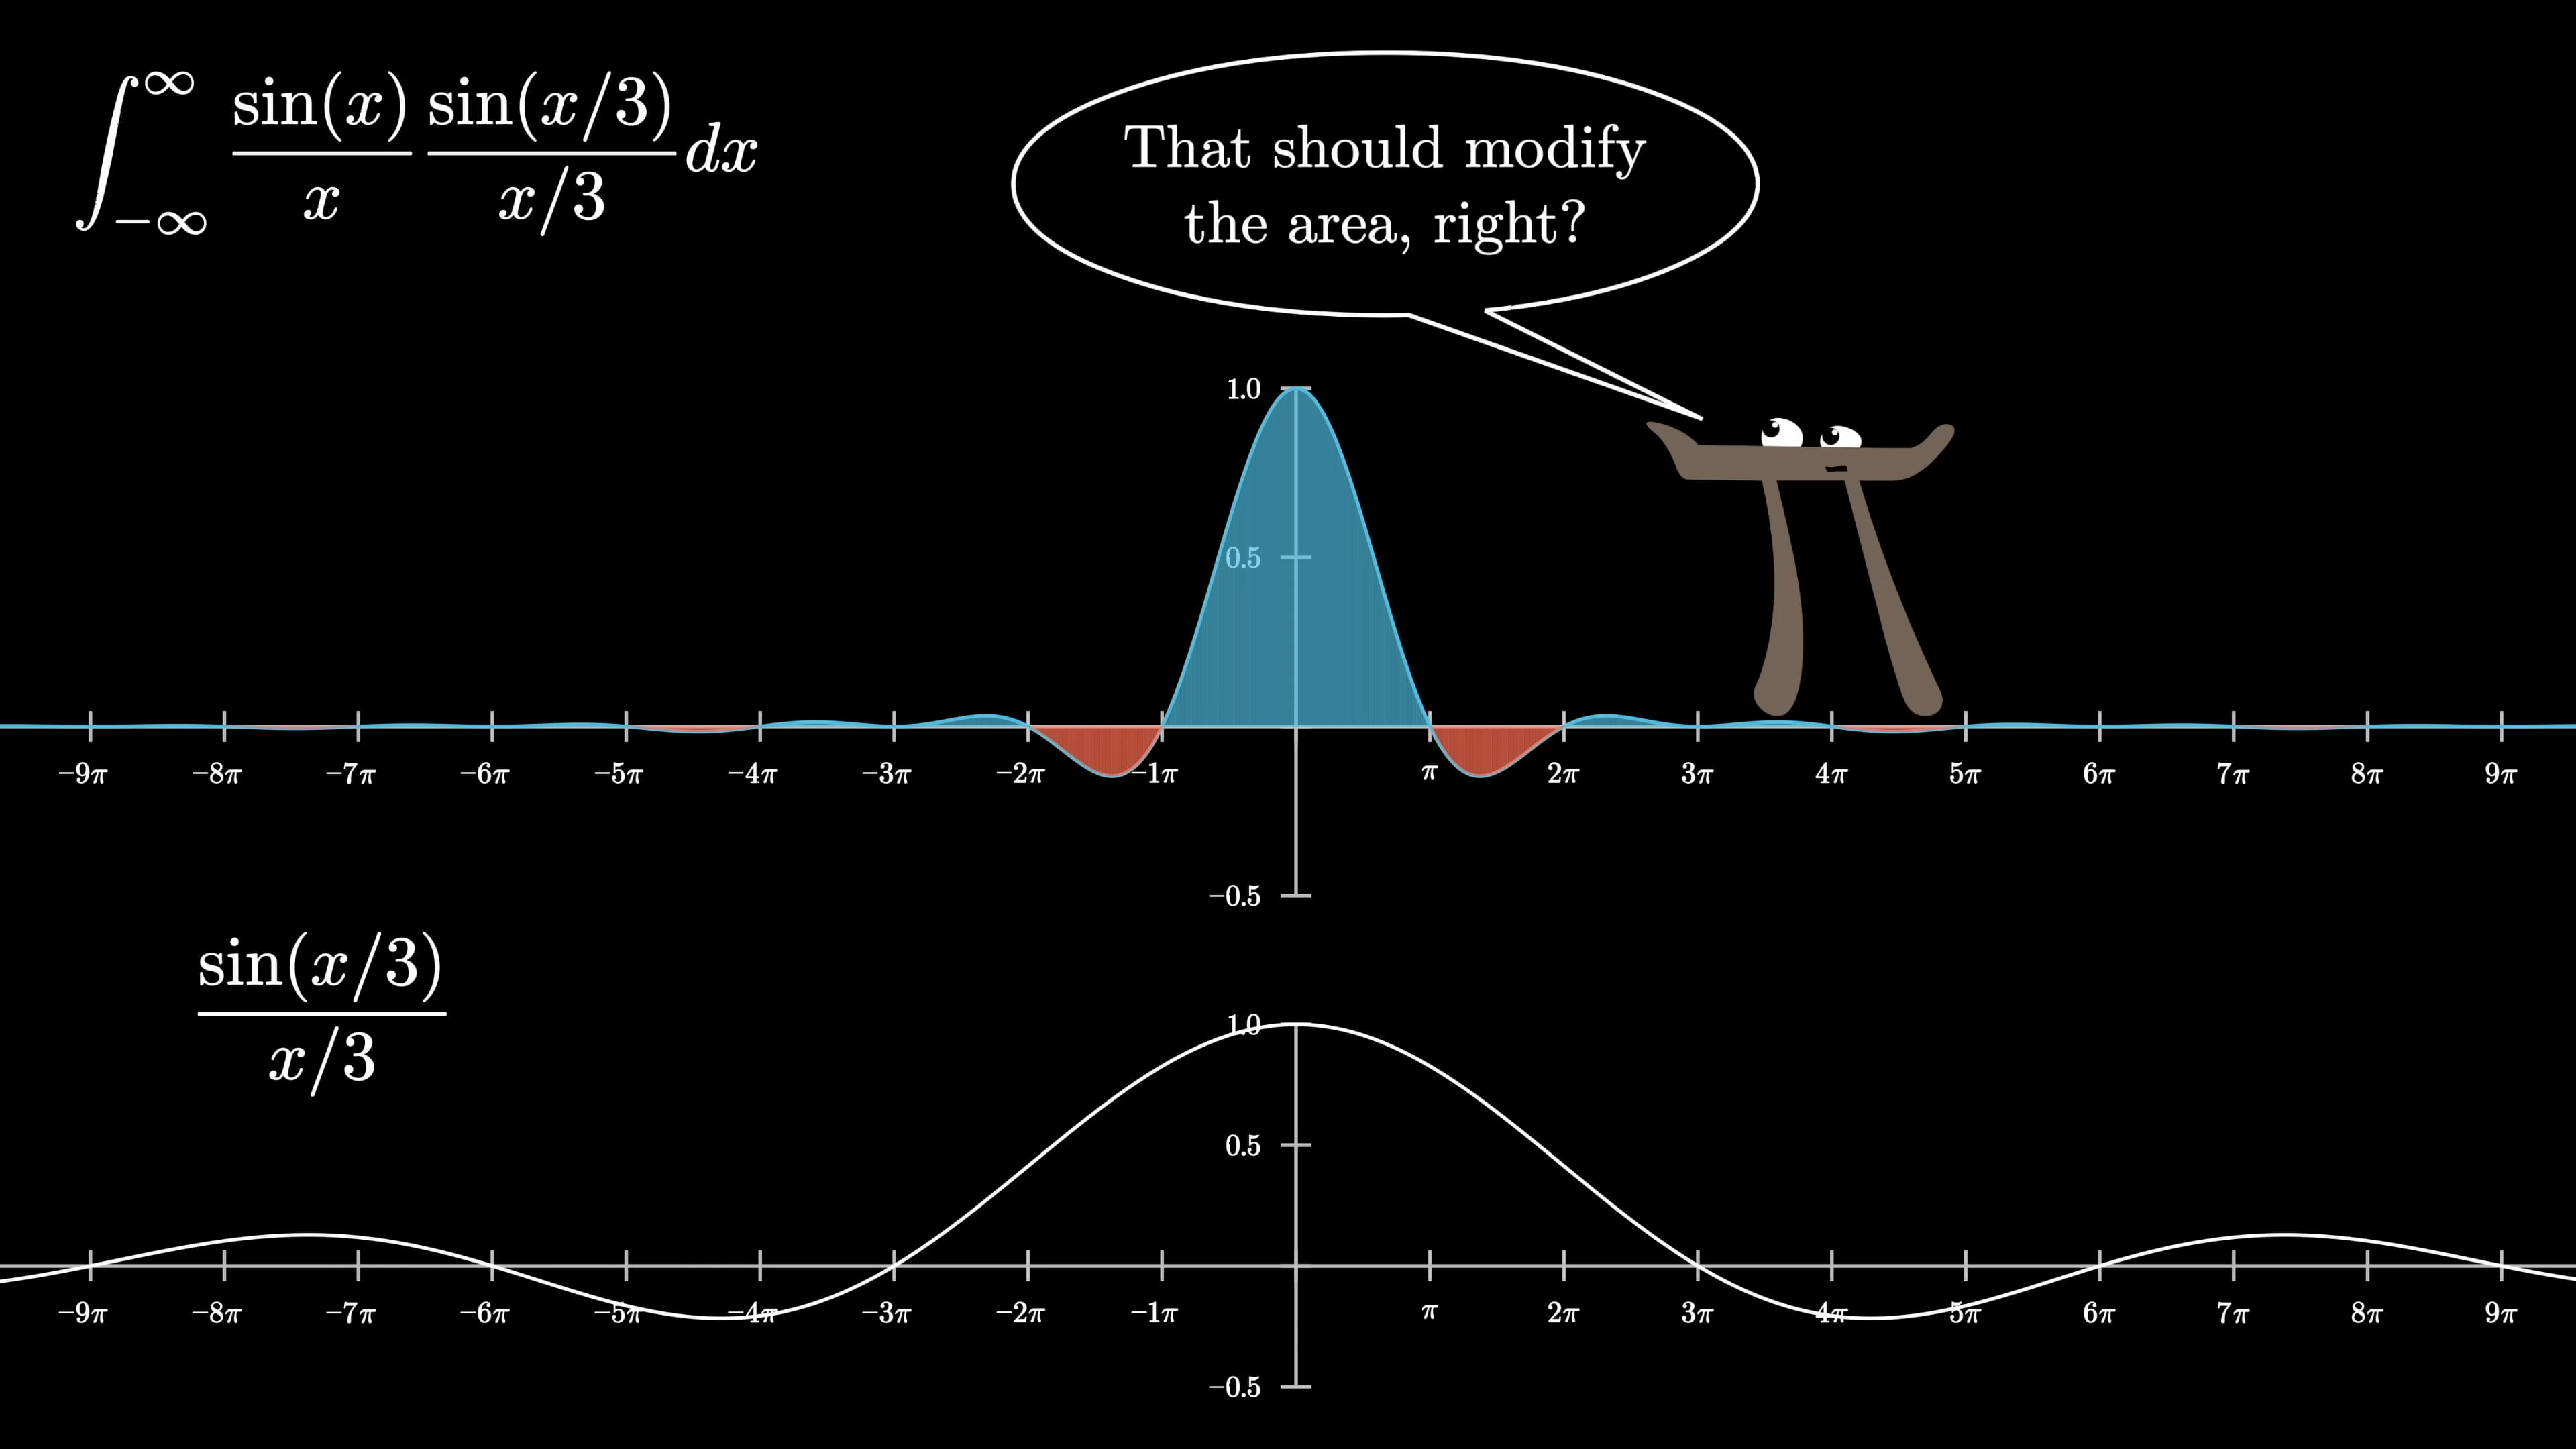 ∫_{-∞}^{∞} \frac{sin(x)}{x} \frac{sin(x/3)}{x/3} dx
That should modify
the area, right?
1.0
0.5
−9π −8π −7π −6π −5π −4π −3π −2π −1π π 2π 3π 4π 5π 6π 7π 8π 9π
−0.5
\frac{sin(x/3)}{x/3}
1.0
0.5
−9π −8π −7π −6π −5π −4π −3π −2π −1π π 2π 3π 4π 5π 6π 7π 8π 9π
−0.5